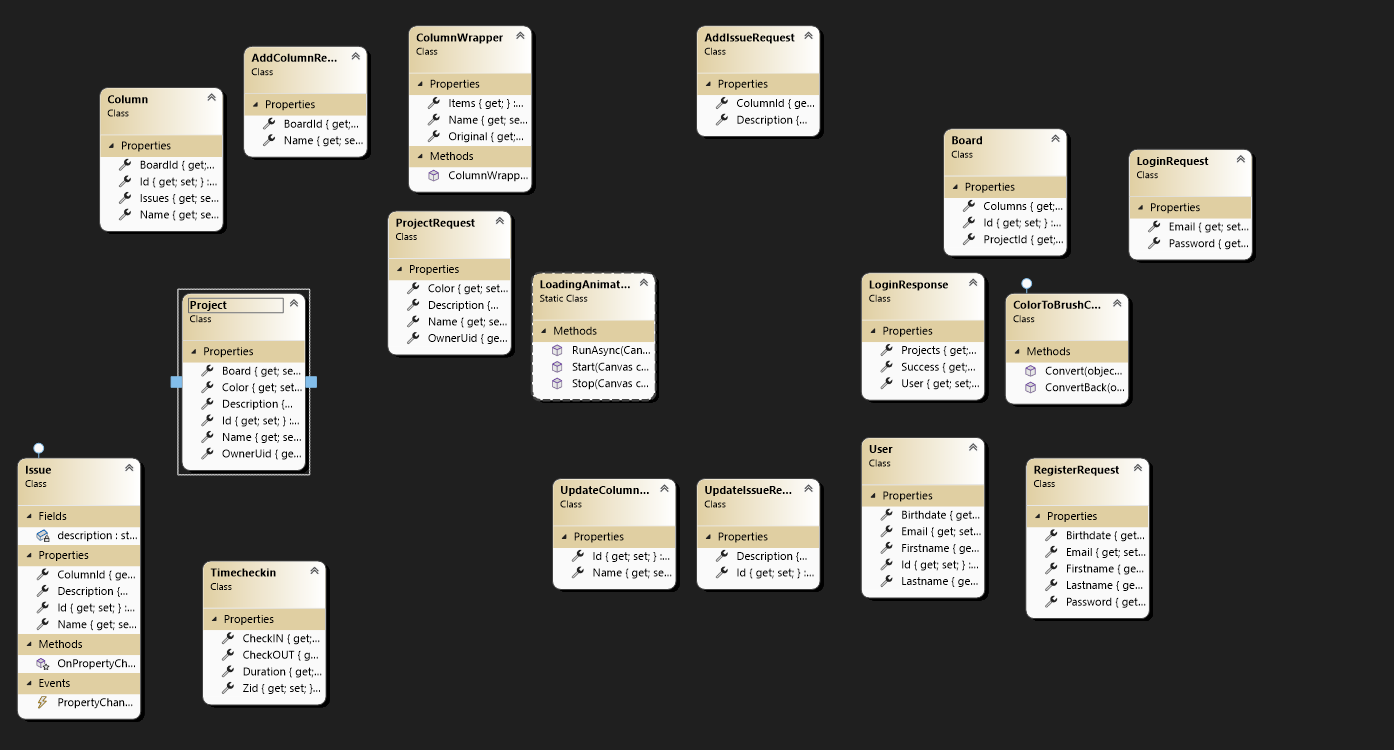 Column
Class
Properties
BoardId { get;...
Id { get; set; } :...
Issues { get; se...
Name { get; se...
AddColumnRe...
Class
Properties
BoardId { get;...
Name { get; se...
ColumnWrapper
Class
Properties
Items { get; } :...
Name { get; se...
Original { get;...
Methods
ColumnWrapp...
AddIssueRequest
Class
Properties
ColumnId { ge...
Description {...
Board
Class
Properties
Columns { get;...
Id { get; set; } :...
ProjectId { get;...
LoginRequest
Class
Properties
Email { get; set...
Password { get...
Project
Class
Properties
Board { get; se...
Color { get; set...
Description {...
Id { get; set; } :...
Name { get; se...
OwnerUid { ge...
ProjectRequest
Class
Properties
Color { get; set...
Description {...
Name { get; se...
OwnerUid { ge...
LoadingAnimat...
Static Class
Methods
RunAsync(Can...
Start(Canvas c...
Stop(Canvas c...
LoginResponse
Class
Properties
Projects { get;...
Success { get;...
User { get; set;...
ColorToBrushC...
Class
Methods
Convert(objec...
ConvertBack(o...
Issue
Class
Fields
description : st...
Properties
ColumnId { ge...
Description {...
Id { get; set; } :...
Name { get; se...
Methods
OnPropertyCh...
Events
PropertyChan...
Timecheckin
Class
Properties
CheckIN { get;...
CheckOUT { g...
Duration { get;...
Zid { get; set; }...
UpdateColumn...
Class
Properties
Id { get; set; } :...
Name { get; se...
UpdateIssueRe...
Class
Properties
Description {...
Id { get; set; } :...
User
Class
Properties
Birthdate { get...
Email { get; set...
Firstname { ge...
Id { get; set; } :...
Lastname { ge...
RegisterRequest
Class
Properties
Birthdate { get...
Email { get; set...
Firstname { ge...
Lastname { ge...
Password { get...